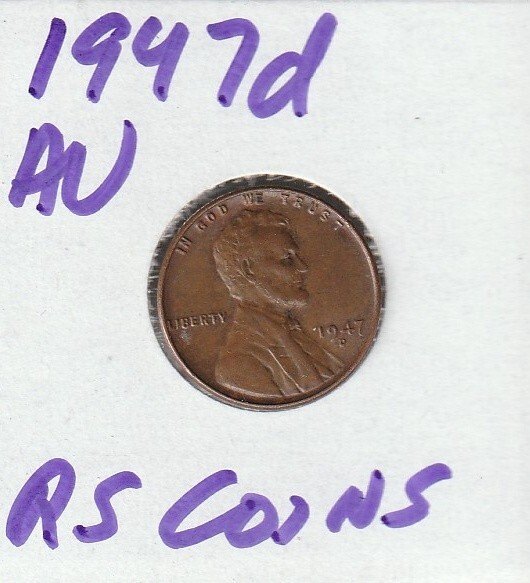 1947d
AU
IN GOD WE TRUST
LIBERTY
1947
D
RS COINS